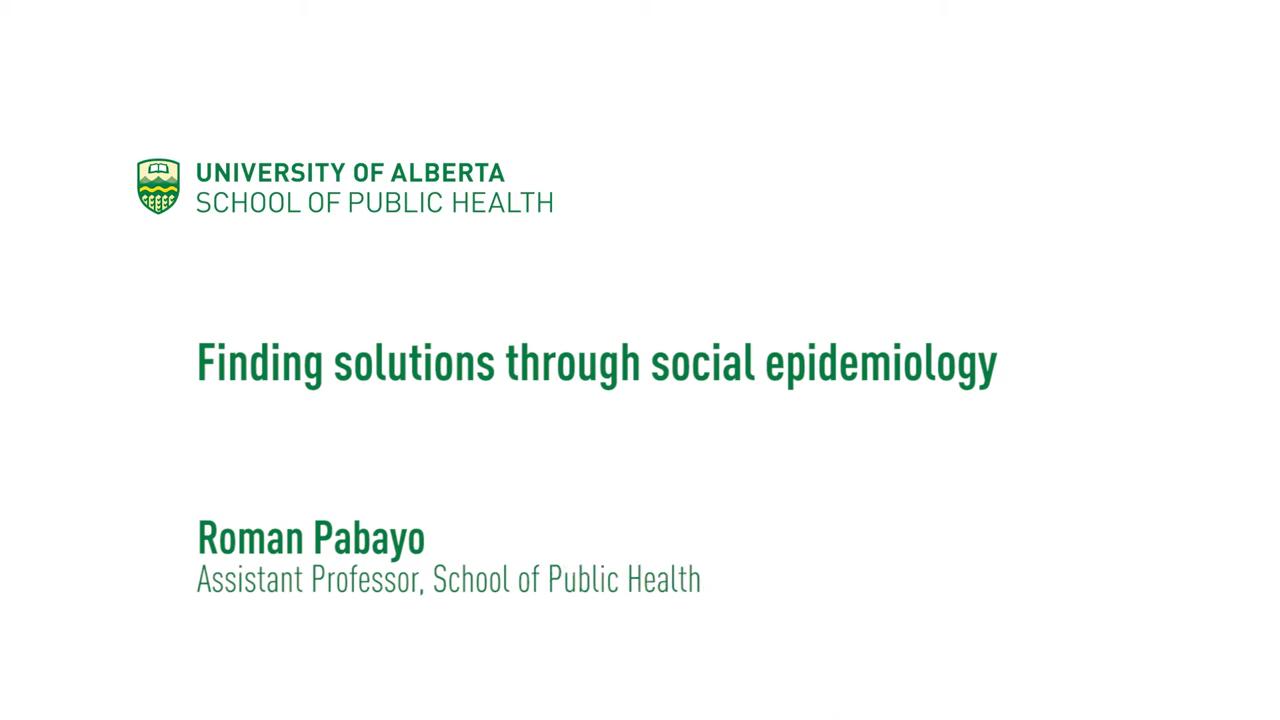 UNIVERSITY OF ALBERTA
SCHOOL OF PUBLIC HEALTH
Finding solutions through social epidemiology
Roman Pabayo
Assistant Professor, School of Public Health